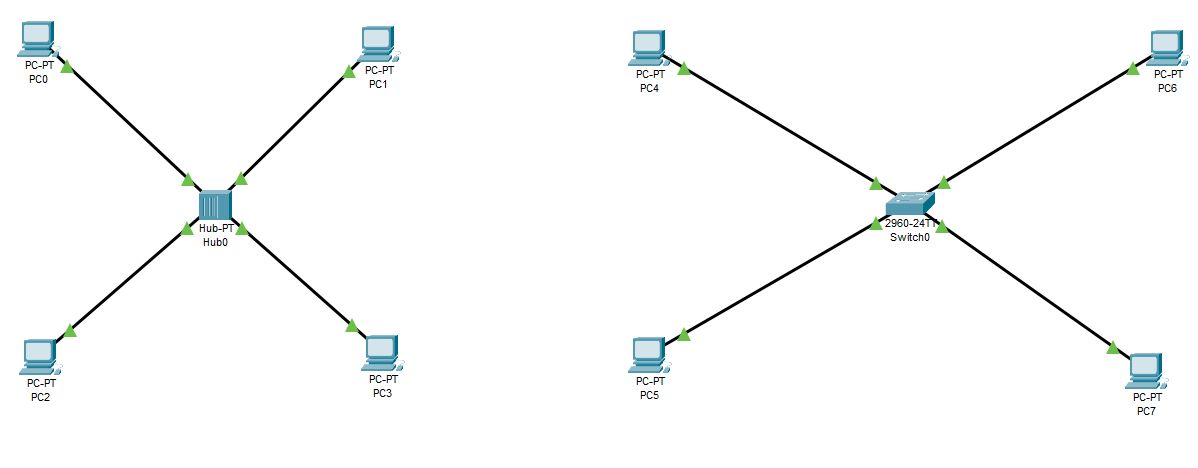 PC-PT
PC0
PC-PT
PC1
Hub-PT
Hub0
PC-PT
PC2
PC-PT
PC3
PC-PT
PC4
PC-PT
PC6
2960-24TT
Switch0
PC-PT
PC5
PC-PT
PC7